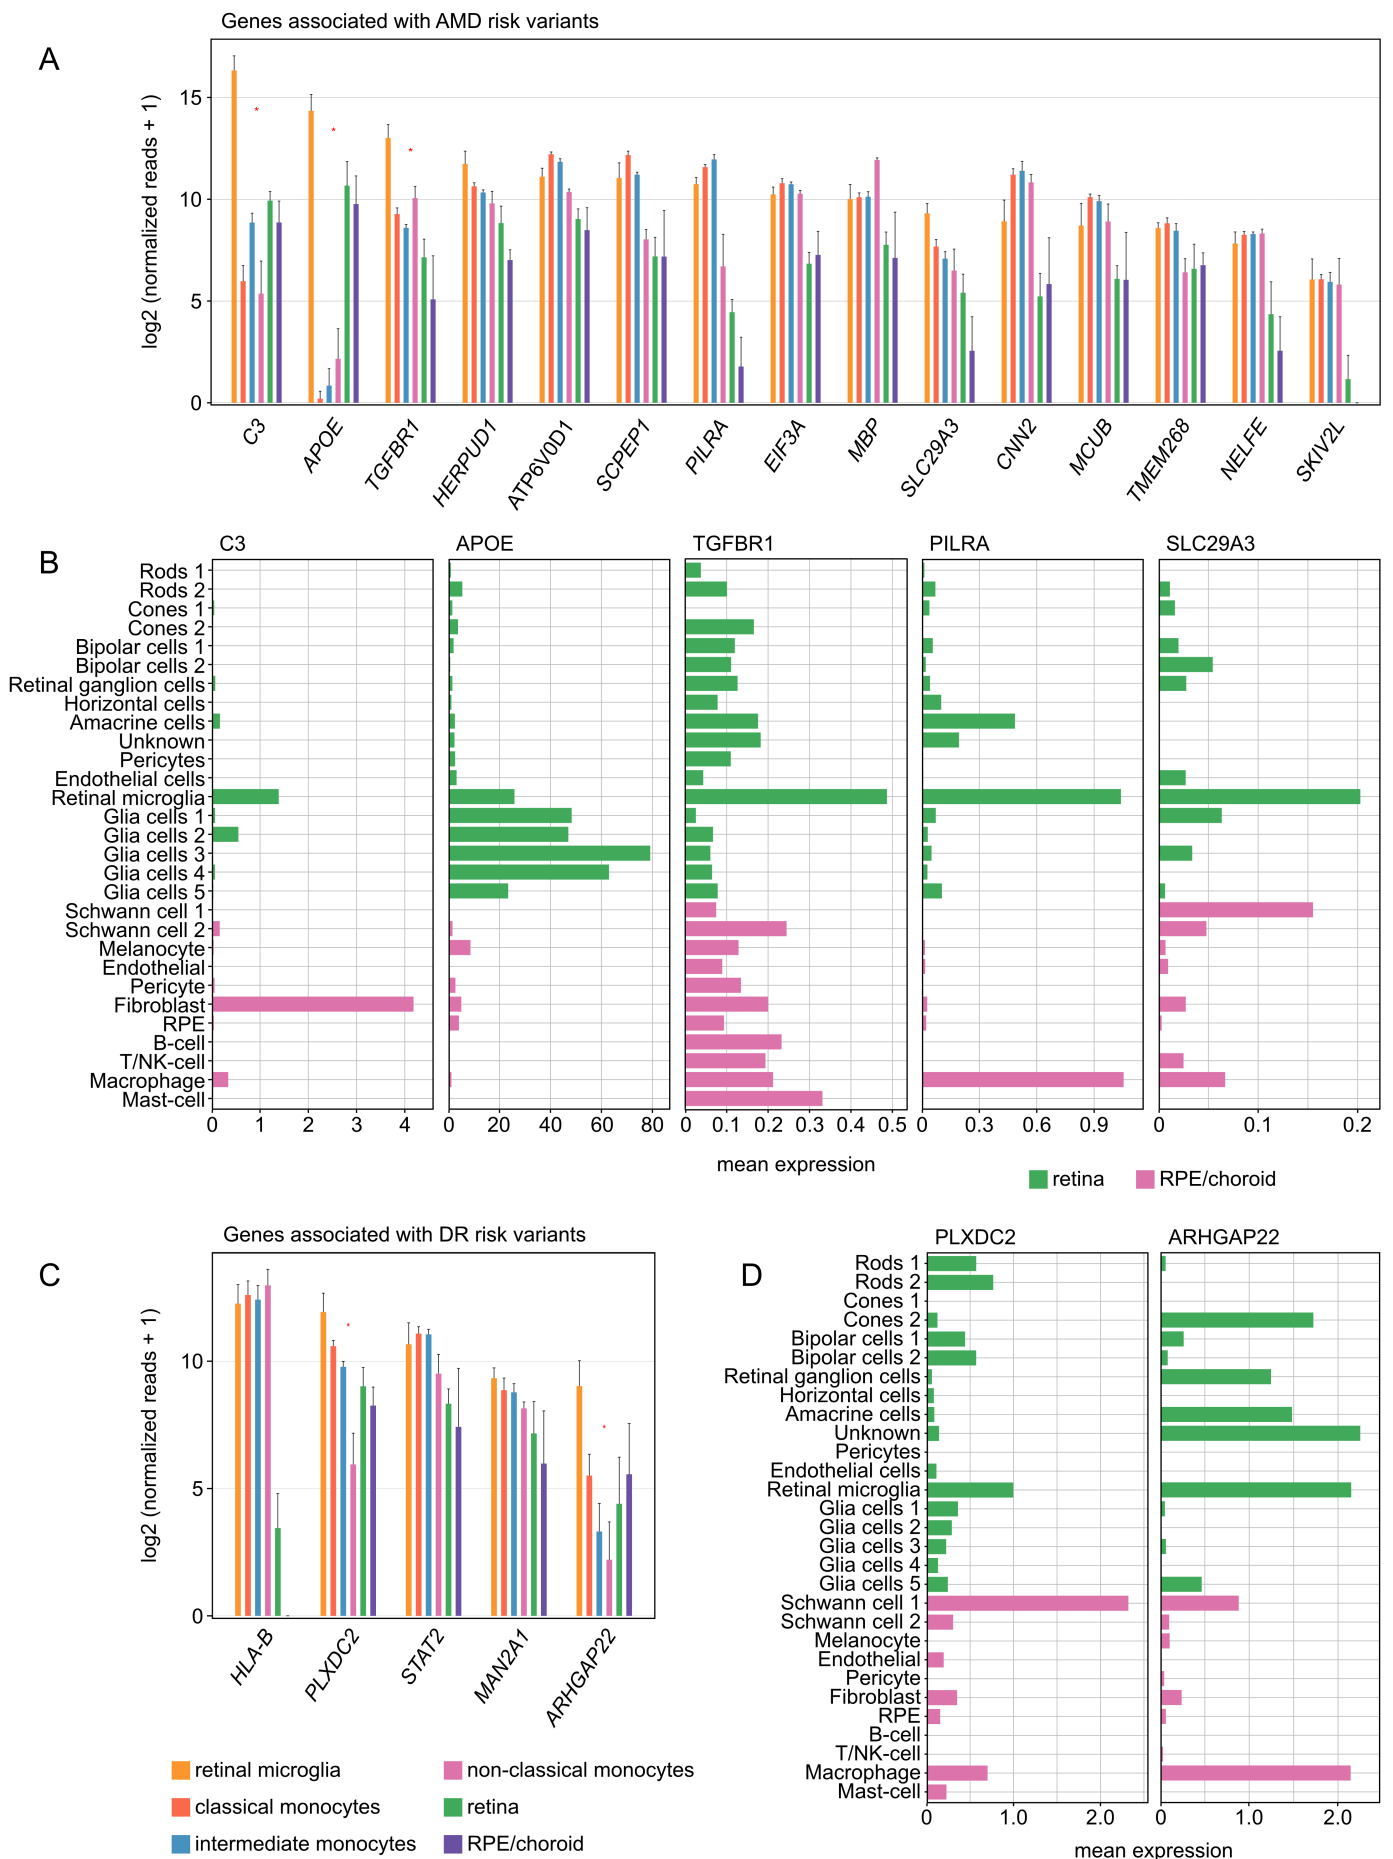 Genes associated with AMD risk variants
A
log2 (normalized reads + 1)
15
10
5
0
C3
APOE
TGFBR1
HERPUD1
ATP6V0D1
SCPEP1
PILRA
EIF3A
MBP
SLC29A3
CNN2
MCUB
TMEM268
NELFE
SKIV2L
B
C3 APOE TGFBR1 PILRA SLC29A3
Rods 1
Rods 2
Cones 1
Cones 2
Bipolar cells 1
Bipolar cells 2
Retinal ganglion cells
Horizontal cells
Amacrine cells
Unknown
Pericytes
Endothelial cells
Retinal microglia
Glia cells 1
Glia cells 2
Glia cells 3
Glia cells 4
Glia cells 5
Schwann cell 1
Schwann cell 2
Melanocyte
Endothelial
Pericyte
Fibroblast
RPE
B-cell
T/NK-cell
Macrophage
Mast-cell
0 1 2 3 4 0 20 40 60 80 0 0.1 0.2 0.3 0.4 0.5 0 0.3 0.6 0.9 0 0.1 0.2
mean expression
retina RPE/choroid
Genes associated with DR risk variants
C
log2 (normalized reads + 1)
10
5
0
HLA-B
PLXDC2
STAT2
MAN2A1
ARHGAP22
retinal microglia
classical monocytes
intermediate monocytes
non-classical monocytes
retina
RPE/choroid
D
PLXDC2 ARHGAP22
Rods 1
Rods 2
Cones 1
Cones 2
Bipolar cells 1
Bipolar cells 2
Retinal ganglion cells
Horizontal cells
Amacrine cells
Unknown
Pericytes
Endothelial cells
Retinal microglia
Glia cells 1
Glia cells 2
Glia cells 3
Glia cells 4
Glia cells 5
Schwann cell 1
Schwann cell 2
Melanocyte
Endothelial
Pericyte
Fibroblast
RPE
B-cell
T/NK-cell
Macrophage
Mast-cell
0 1.0 2.0 0 1.0 2.0
mean expression